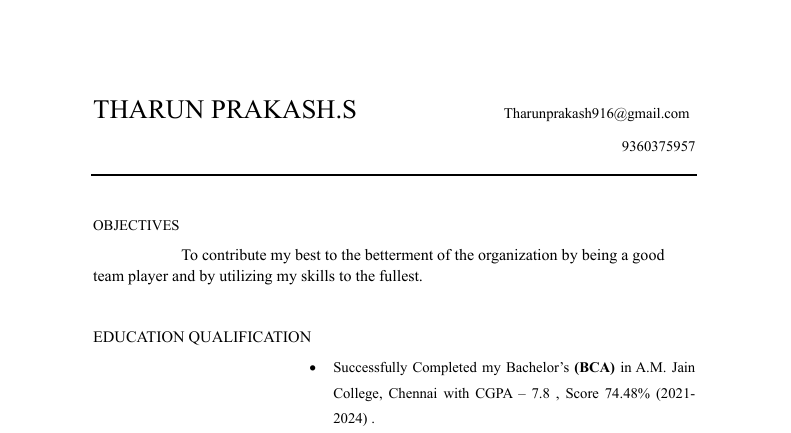 THARUN PRAKASH.S
Tharunprakash916@gmail.com
9360375957
OBJECTIVES
To contribute my best to the betterment of the organization by being a good
team player and by utilizing my skills to the fullest.
EDUCATION QUALIFICATION
• Successfully Completed my Bachelor’s (BCA) in A.M. Jain
College, Chennai with CGPA – 7.8 , Score 74.48% (2021-
2024) .